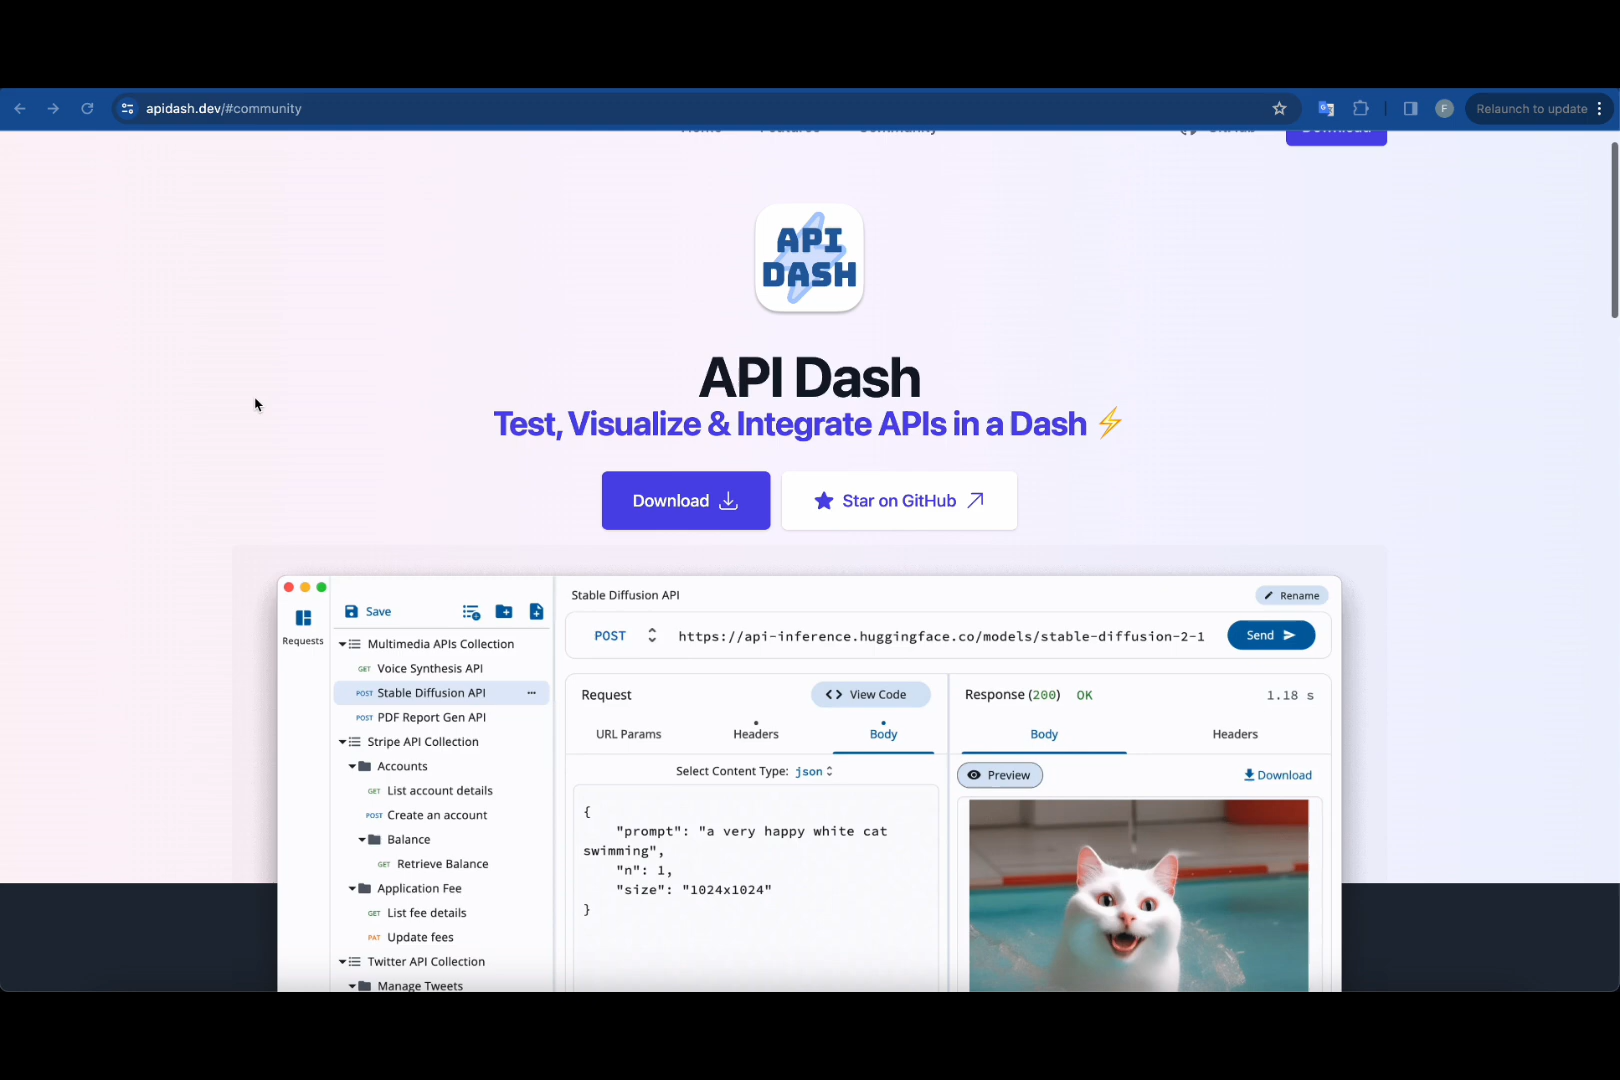 apidash.dev/#community
Relaunch to update
F
Home Features Community GitHub Download
API
DASH
API Dash
Test, Visualize & Integrate APIs in a Dash ⚡
Download
Star on GitHub
Requests
Save
Multimedia APIs Collection
GET Voice Synthesis API
POST Stable Diffusion API
POST PDF Report Gen API
Stripe API Collection
Accounts
GET List account details
POST Create an account
Balance
GET Retrieve Balance
Application Fee
GET List fee details
PAT Update fees
Twitter API Collection
Manage Tweets
Stable Diffusion API
Rename
POST https://api-inference.huggingface.co/models/stable-diffusion-2-1 Send
Request
View Code
URL Params Headers Body
Select Content Type: json
{
"prompt": "a very happy white cat
swimming",
"n": 1,
"size": "1024x1024"
}
Response (200) OK 1.18 s
Body Headers
Preview Download